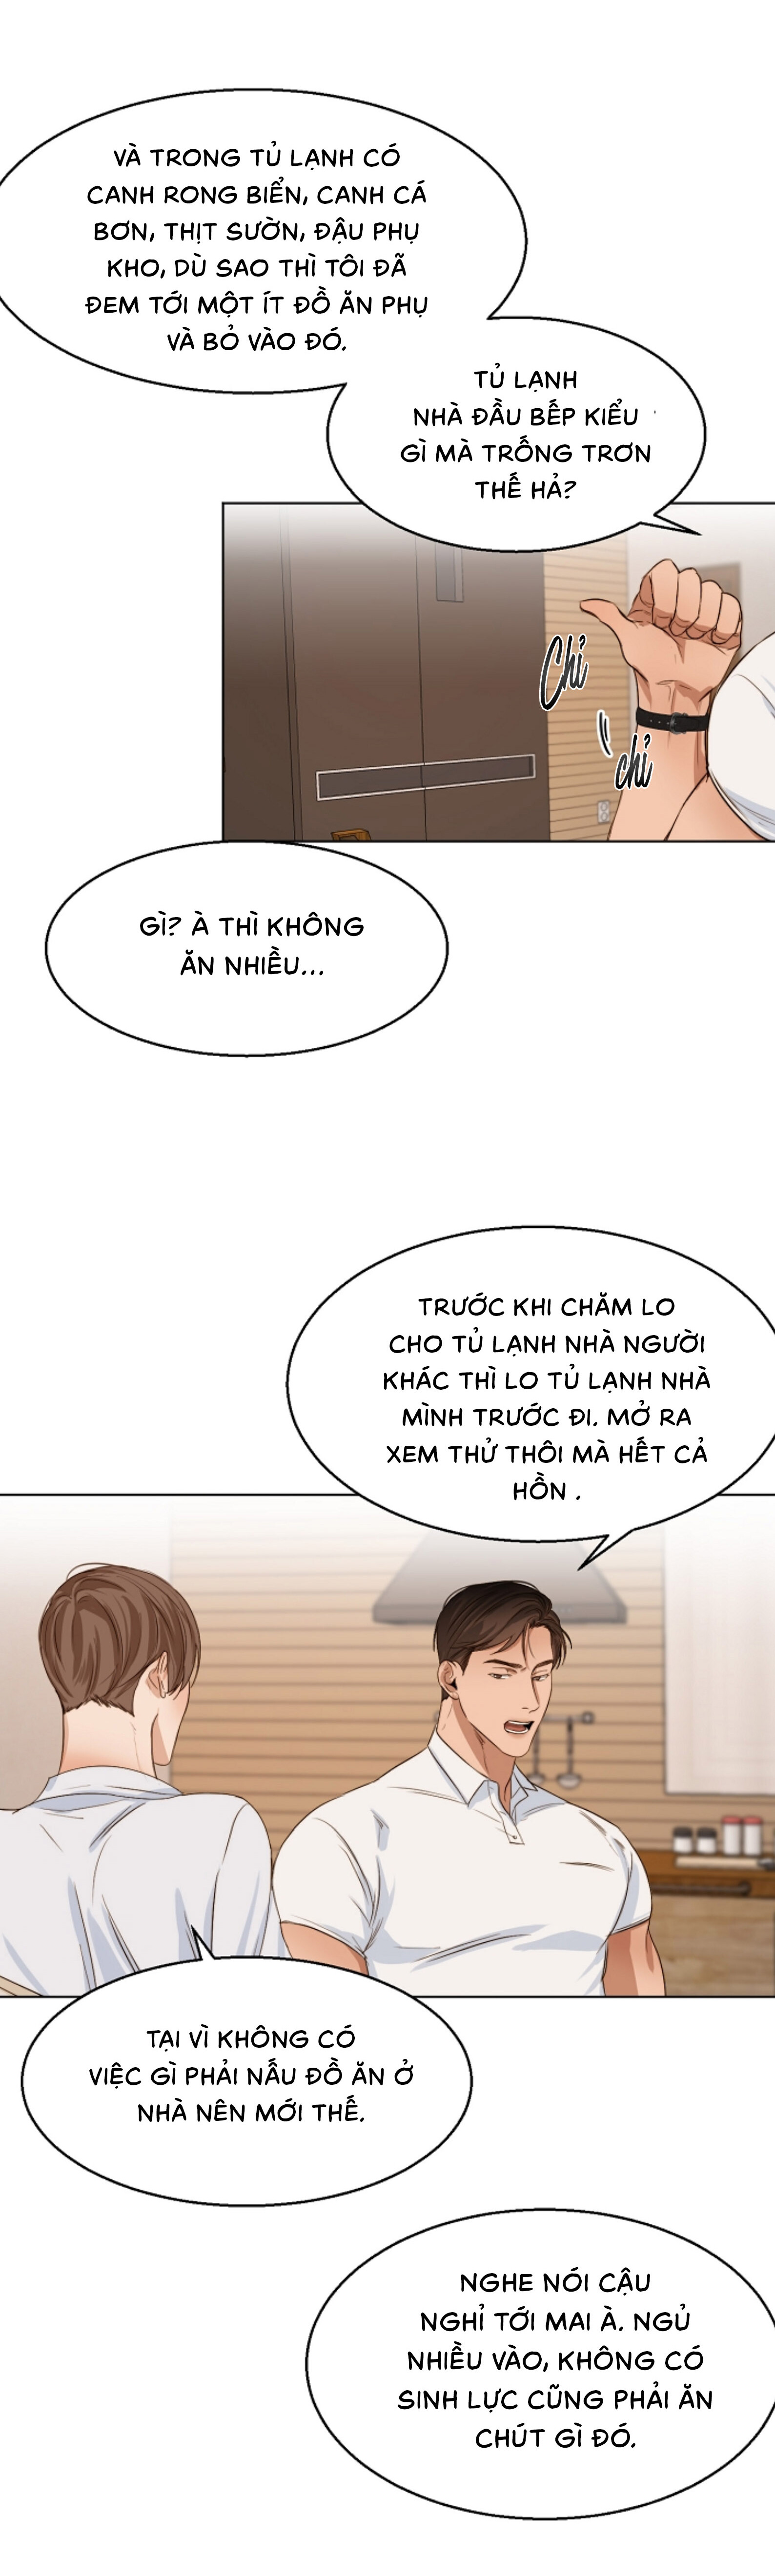 VÀ TRONG TỦ LẠNH CÓ
CANH RONG BIỂN, CANH CÁ
BƠN, THỊT SƯỜN, ĐẬU PHỤ
KHO, DÙ SAO THÌ TÔI ĐÃ
ĐEM TỚI MỘT ÍT ĐỒ ĂN PHỤ
VÀ BỎ VÀO ĐÓ.
TỦ LẠNH
NHÀ ĐẦU BẾP KIỂU
GÌ MÀ TRỐNG TRƠN
THẾ HẢ?
Chỉ
chỉ
GÌ? À THÌ KHÔNG
ĂN NHIỀU...
TRƯỚC KHI CHĂM LO
CHO TỦ LẠNH NHÀ NGƯỜI
KHÁC THÌ LO TỦ LẠNH NHÀ
MÌNH TRƯỚC ĐI. MỞ RA
XEM THỬ THÔI MÀ HẾT CẢ
HỒN .
TẠI VÌ KHÔNG CÓ
VIỆC GÌ PHẢI NẤU ĐỒ ĂN Ở
NHÀ NÊN MỚI THẾ.
NGHE NÓI CẬU
NGHỈ TỚI MAI À. NGỦ
NHIỀU VÀO, KHÔNG CÓ
SINH LỰC CŨNG PHẢI ĂN
CHÚT GÌ ĐÓ.